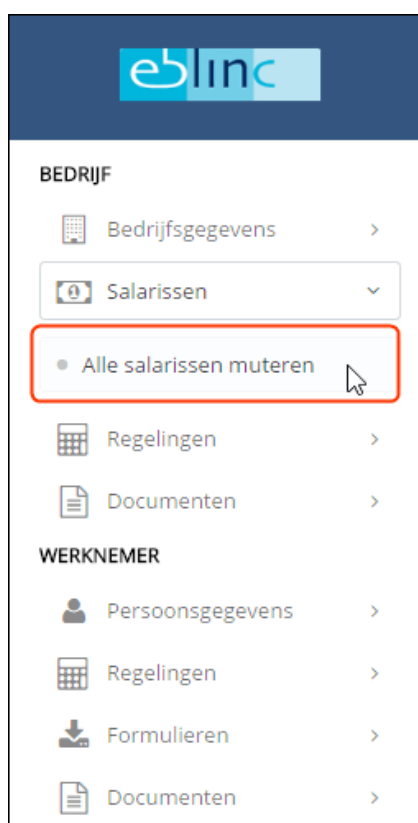 eblinc
BEDRIJF
Bedrijfsgegevens
Salarissen
Alle salarissen muteren
Regelingen
Documenten
WERKNEMER
Persoonsgegevens
Regelingen
Formulieren
Documenten